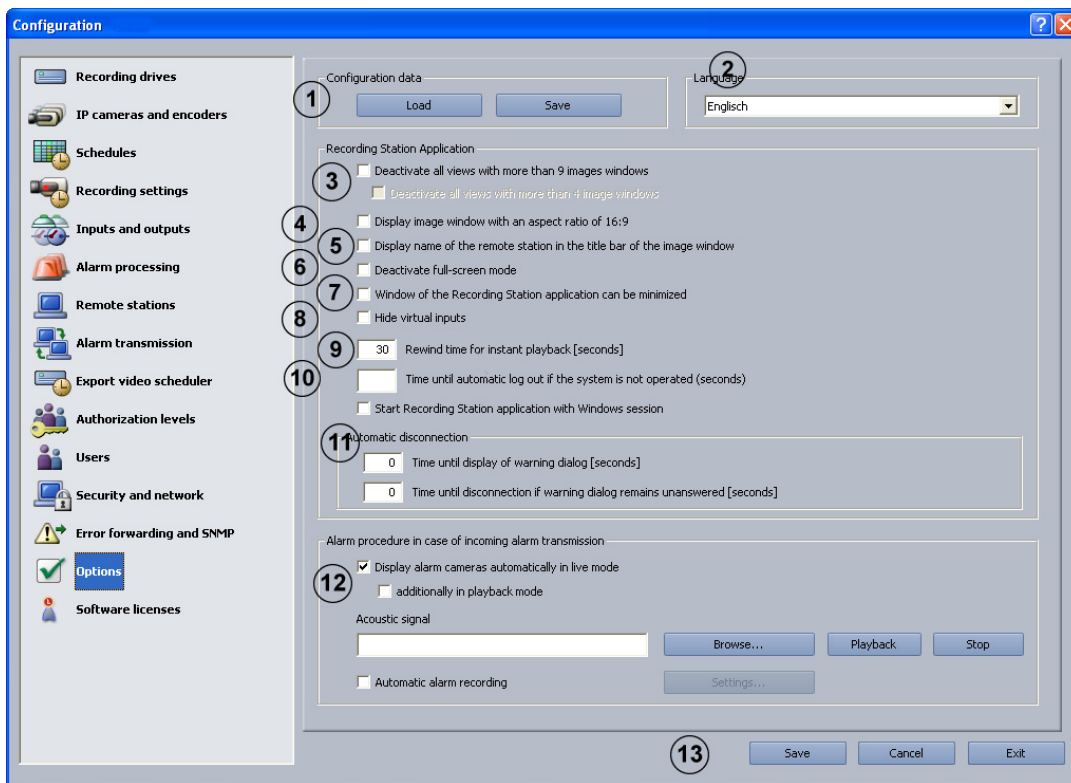 Configuration
Recording drives
IP cameras and encoders
Schedules
Recording settings
Inputs and outputs
Alarm processing
Remote stations
Alarm transmission
Export video scheduler
Authorization levels
Users
Security and network
Error forwarding and SNMP
Options
Software licenses
1
Configuration data
Load
Save
2
Language
Englisch
Recording Station Application
3
Deactivate all views with more than 9 images windows
Deactivate all views with more than 4 image windows
4
Display image window with an aspect ratio of 16:9
5
Display name of the remote station in the title bar of the image window
6
Deactivate full-screen mode
7
Window of the Recording Station application can be minimized
8
Hide virtual inputs
9
30 Rewind time for instant playback [seconds]
10
Time until automatic log out if the system is not operated (seconds)
Start Recording Station application with Windows session
11
Automatic disconnection
0 Time until display of warning dialog [seconds]
0 Time until disconnection if warning dialog remains unanswered [seconds]
Alarm procedure in case of incoming alarm transmission
12
Display alarm cameras automatically in live mode
additionally in playback mode
Acoustic signal
Browse...
Playback
Stop
Automatic alarm recording
Settings...
13
Save
Cancel
Exit